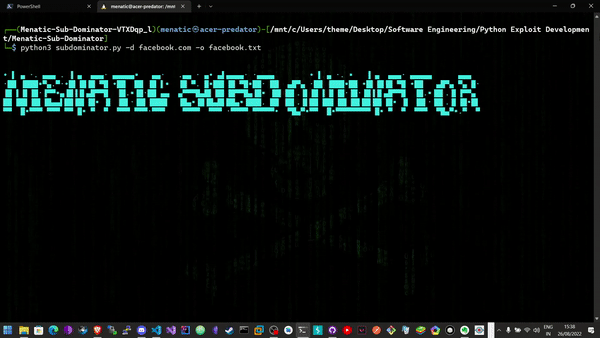 PowerShell
menatic@acer-predator: /mnt/
(Menatic-Sub-Dominator-VTXDqp_l)(menatic㉿acer-predator)-[/mnt/c/Users/theme/Desktop/Software Engineering/Python Exploit Developmen
t/Menatic-Sub-Dominator]
$ python3 subdominator.py -d facebook.com -o facebook.txt
MENATIC SUBDOMINATOR
ENG
IN
15:38
26/08/2022